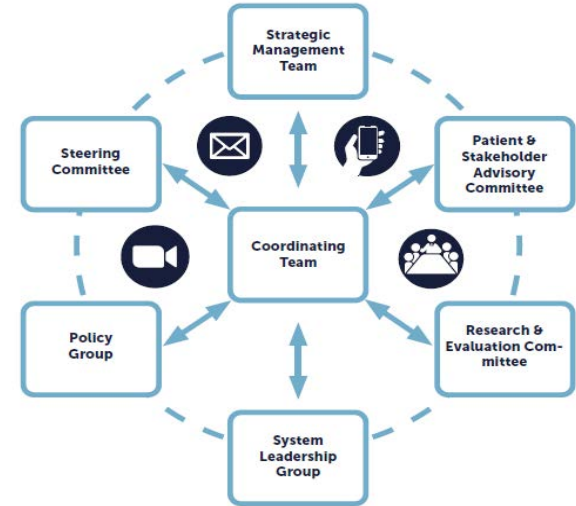 Strategic
Management
Team
Steering
Committee
Patient &
Stakeholder
Advisory
Committee
Coordinating
Team
Policy
Group
Research &
Evaluation Com-
mittee
System
Leadership
Group